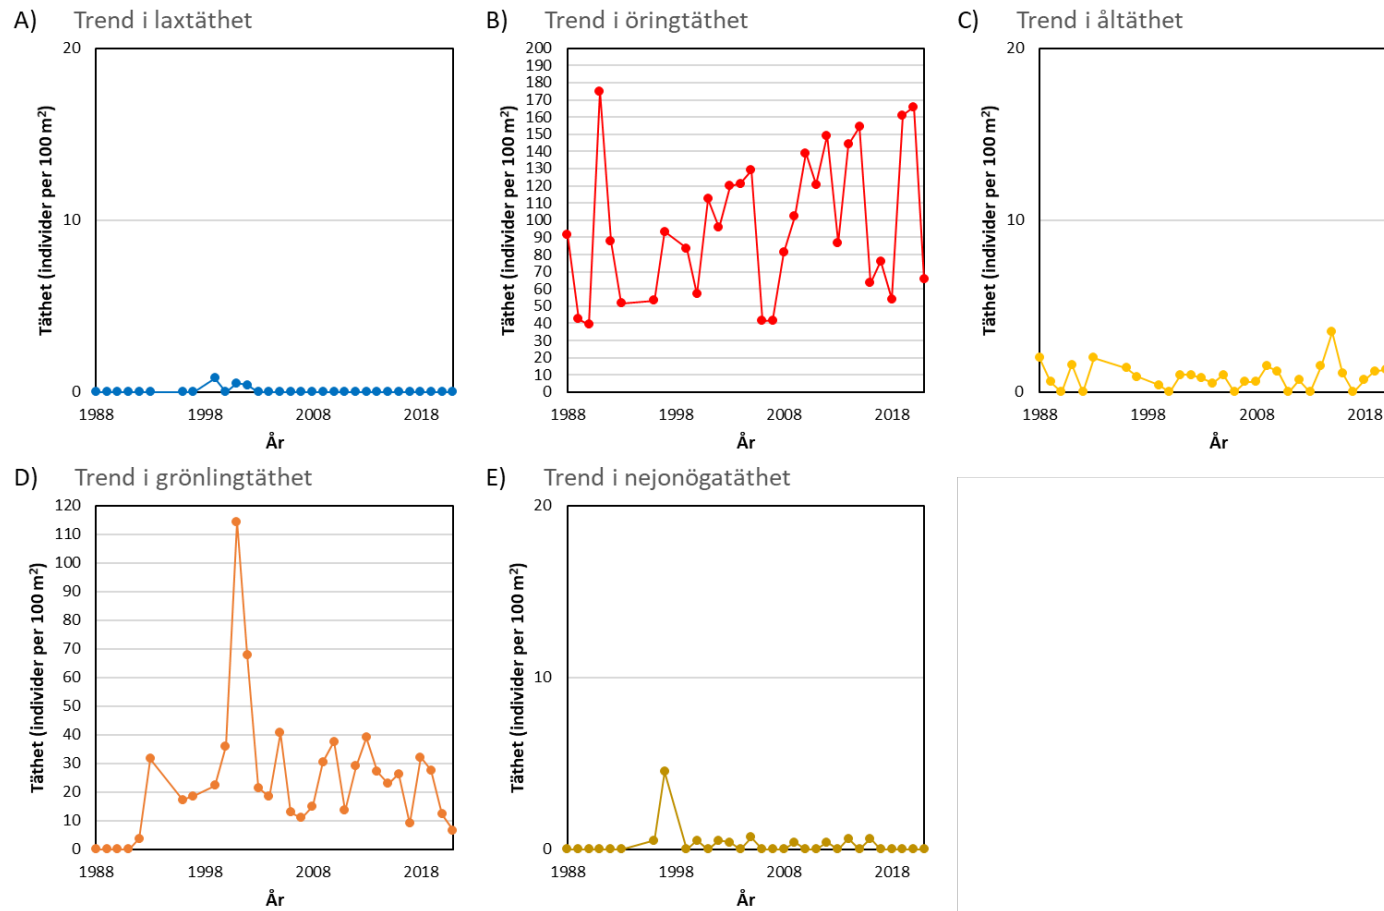 A) Trend i laxtäthet
20
10
0
Täthet (individer per 100 m²)
1988 1998 2008 2018
År
B) Trend i öringtäthet
200
190
180
170
160
150
140
130
120
110
100
90
80
70
60
50
40
30
20
10
0
Täthet (individer per 100 m²)
1988 1998 2008 2018
År
C) Trend i åltäthet
20
10
0
Täthet (individer per 100 m²)
1988 1998 2008 2018
År
D) Trend i grönlingtäthet
120
110
100
90
80
70
60
50
40
30
20
10
0
Täthet (individer per 100 m²)
1988 1998 2008 2018
År
E) Trend i nejonögatäthet
20
10
0
Täthet (individer per 100 m²)
1988 1998 2008 2018
År